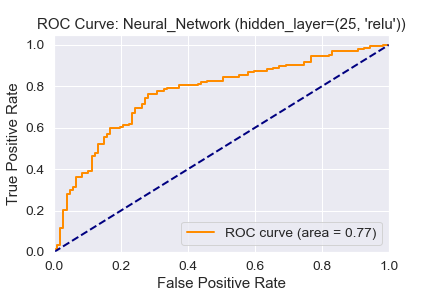 ROC Curve: Neural_Network (hidden_layer=(25, 'relu'))
True Positive Rate
1.0
0.8
0.6
0.4
0.2
0.0
ROC curve (area = 0.77)
0.0 0.2 0.4 0.6 0.8 1.0
False Positive Rate